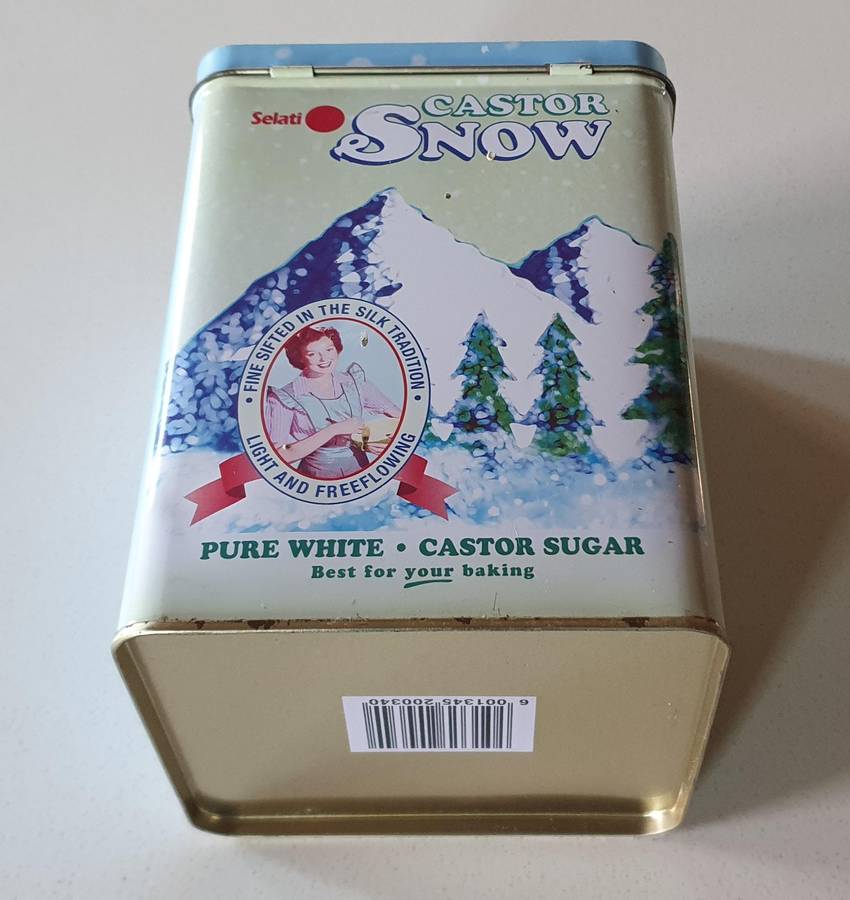 Selati
CASTOR
SNOW
• FINE SIFTED IN THE SILK TRADITION •
LIGHT AND FREEFLOWING
PURE WHITE • CASTOR SUGAR
Best for your baking
6 001345 200340